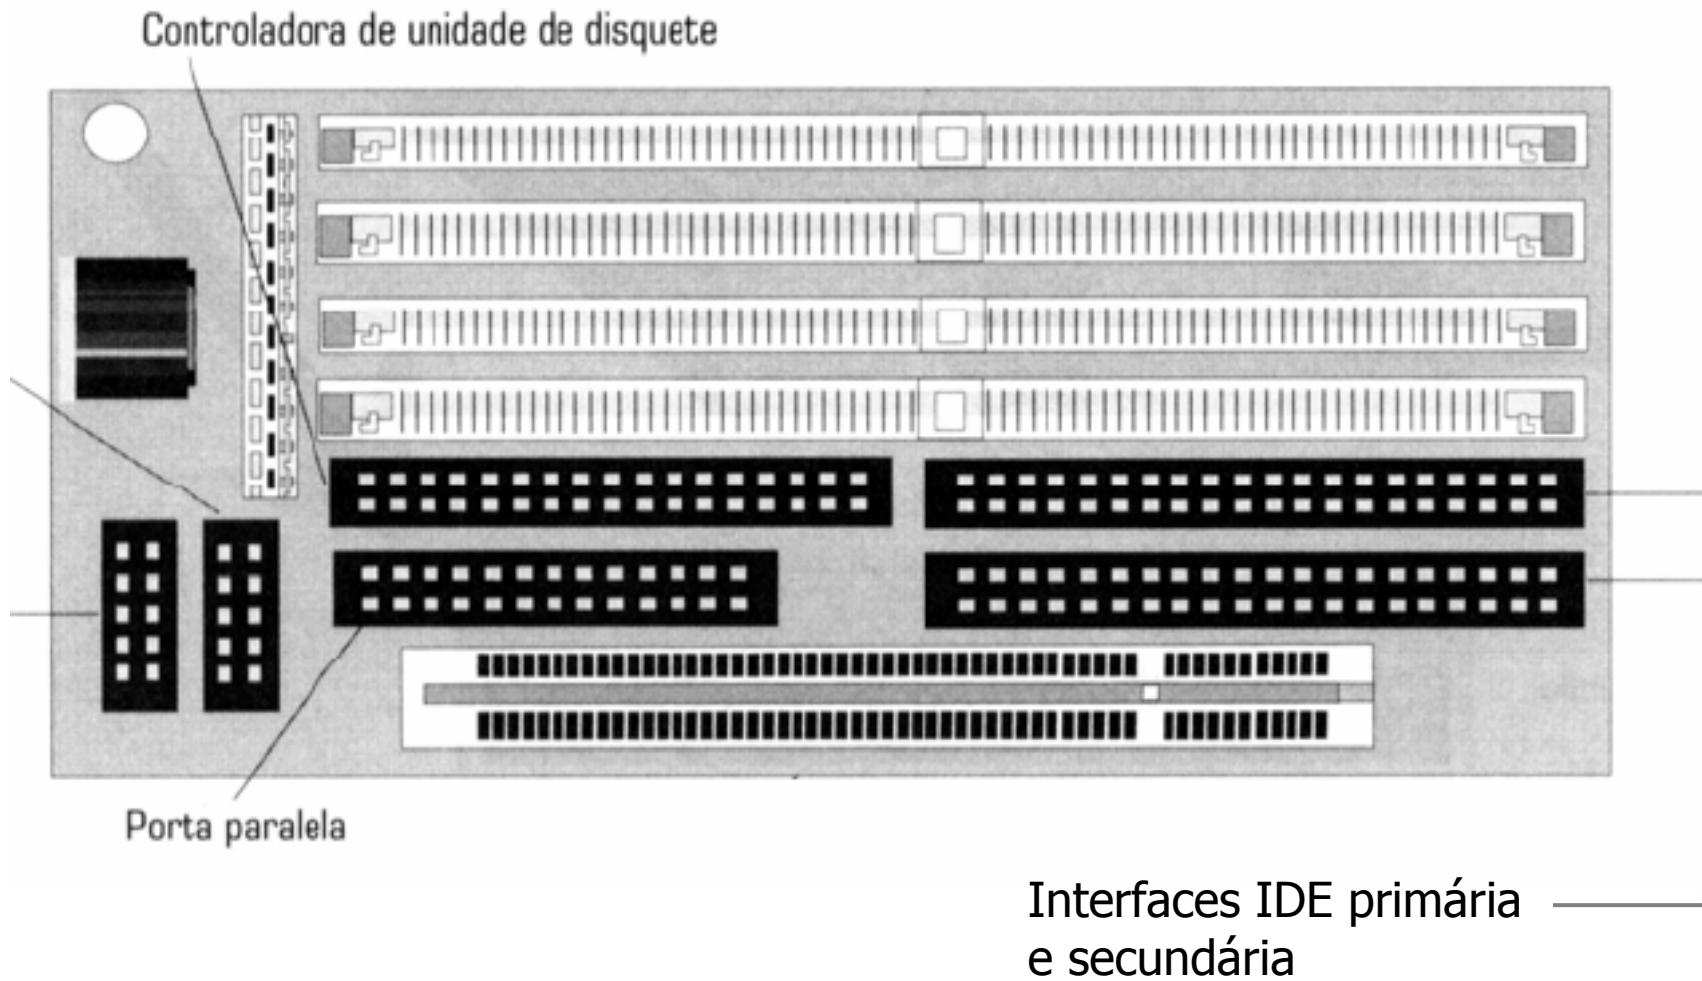 Controladora de unidade de disquete
Porta paralela
Interfaces IDE primária
e secundária